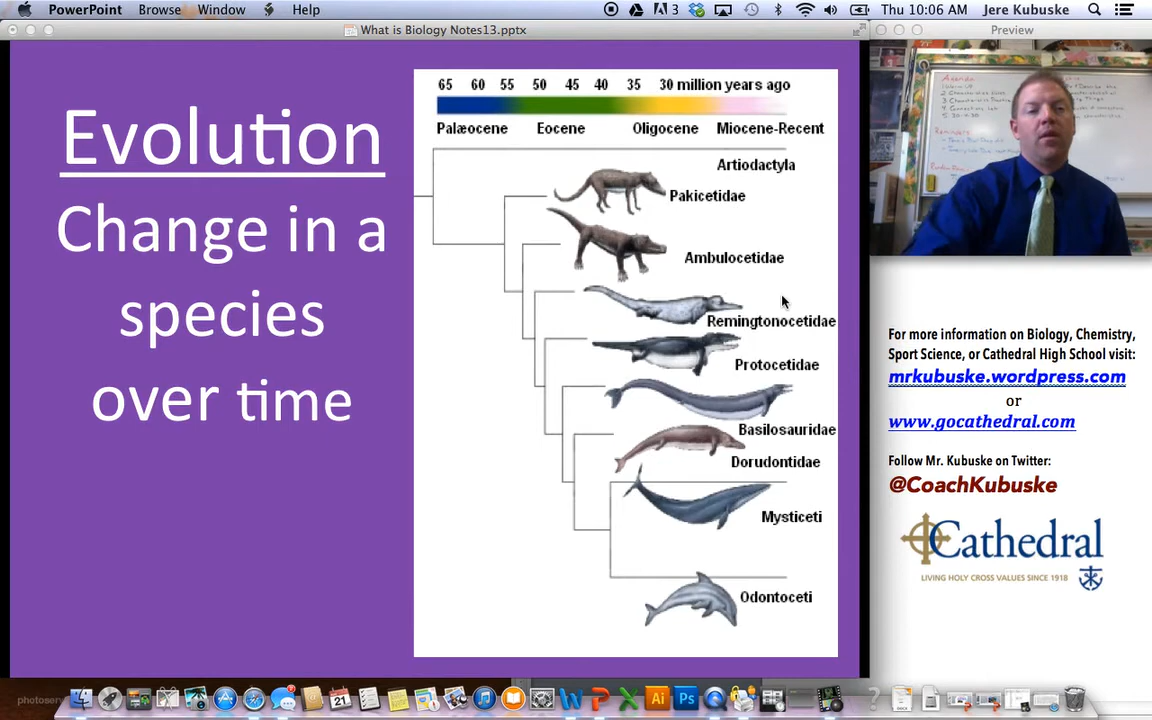 PowerPoint Browse Window Help
3
Thu 10:06 AM Jere Kubuske
What is Biology Notes13.pptx
Preview
Evolution
Change in a
species
over time
65 60 55 50 45 40 35 30 million years ago
Palæocene Eocene Oligocene Miocene-Recent
Artiodactyla
Pakicetidae
Ambulocetidae
Remingtonocetidae
Protocetidae
Basilosauridae
Dorudontidae
Mysticeti
Odontoceti
Agenda
For more information on Biology, Chemistry,
Sport Science, or Cathedral High School visit:
mrkubuske.wordpress.com
or
www.gocathedral.com
Follow Mr. Kubuske on Twitter:
@CoachKubuske
Cathedral
LIVING HOLY CROSS VALUES SINCE 1918